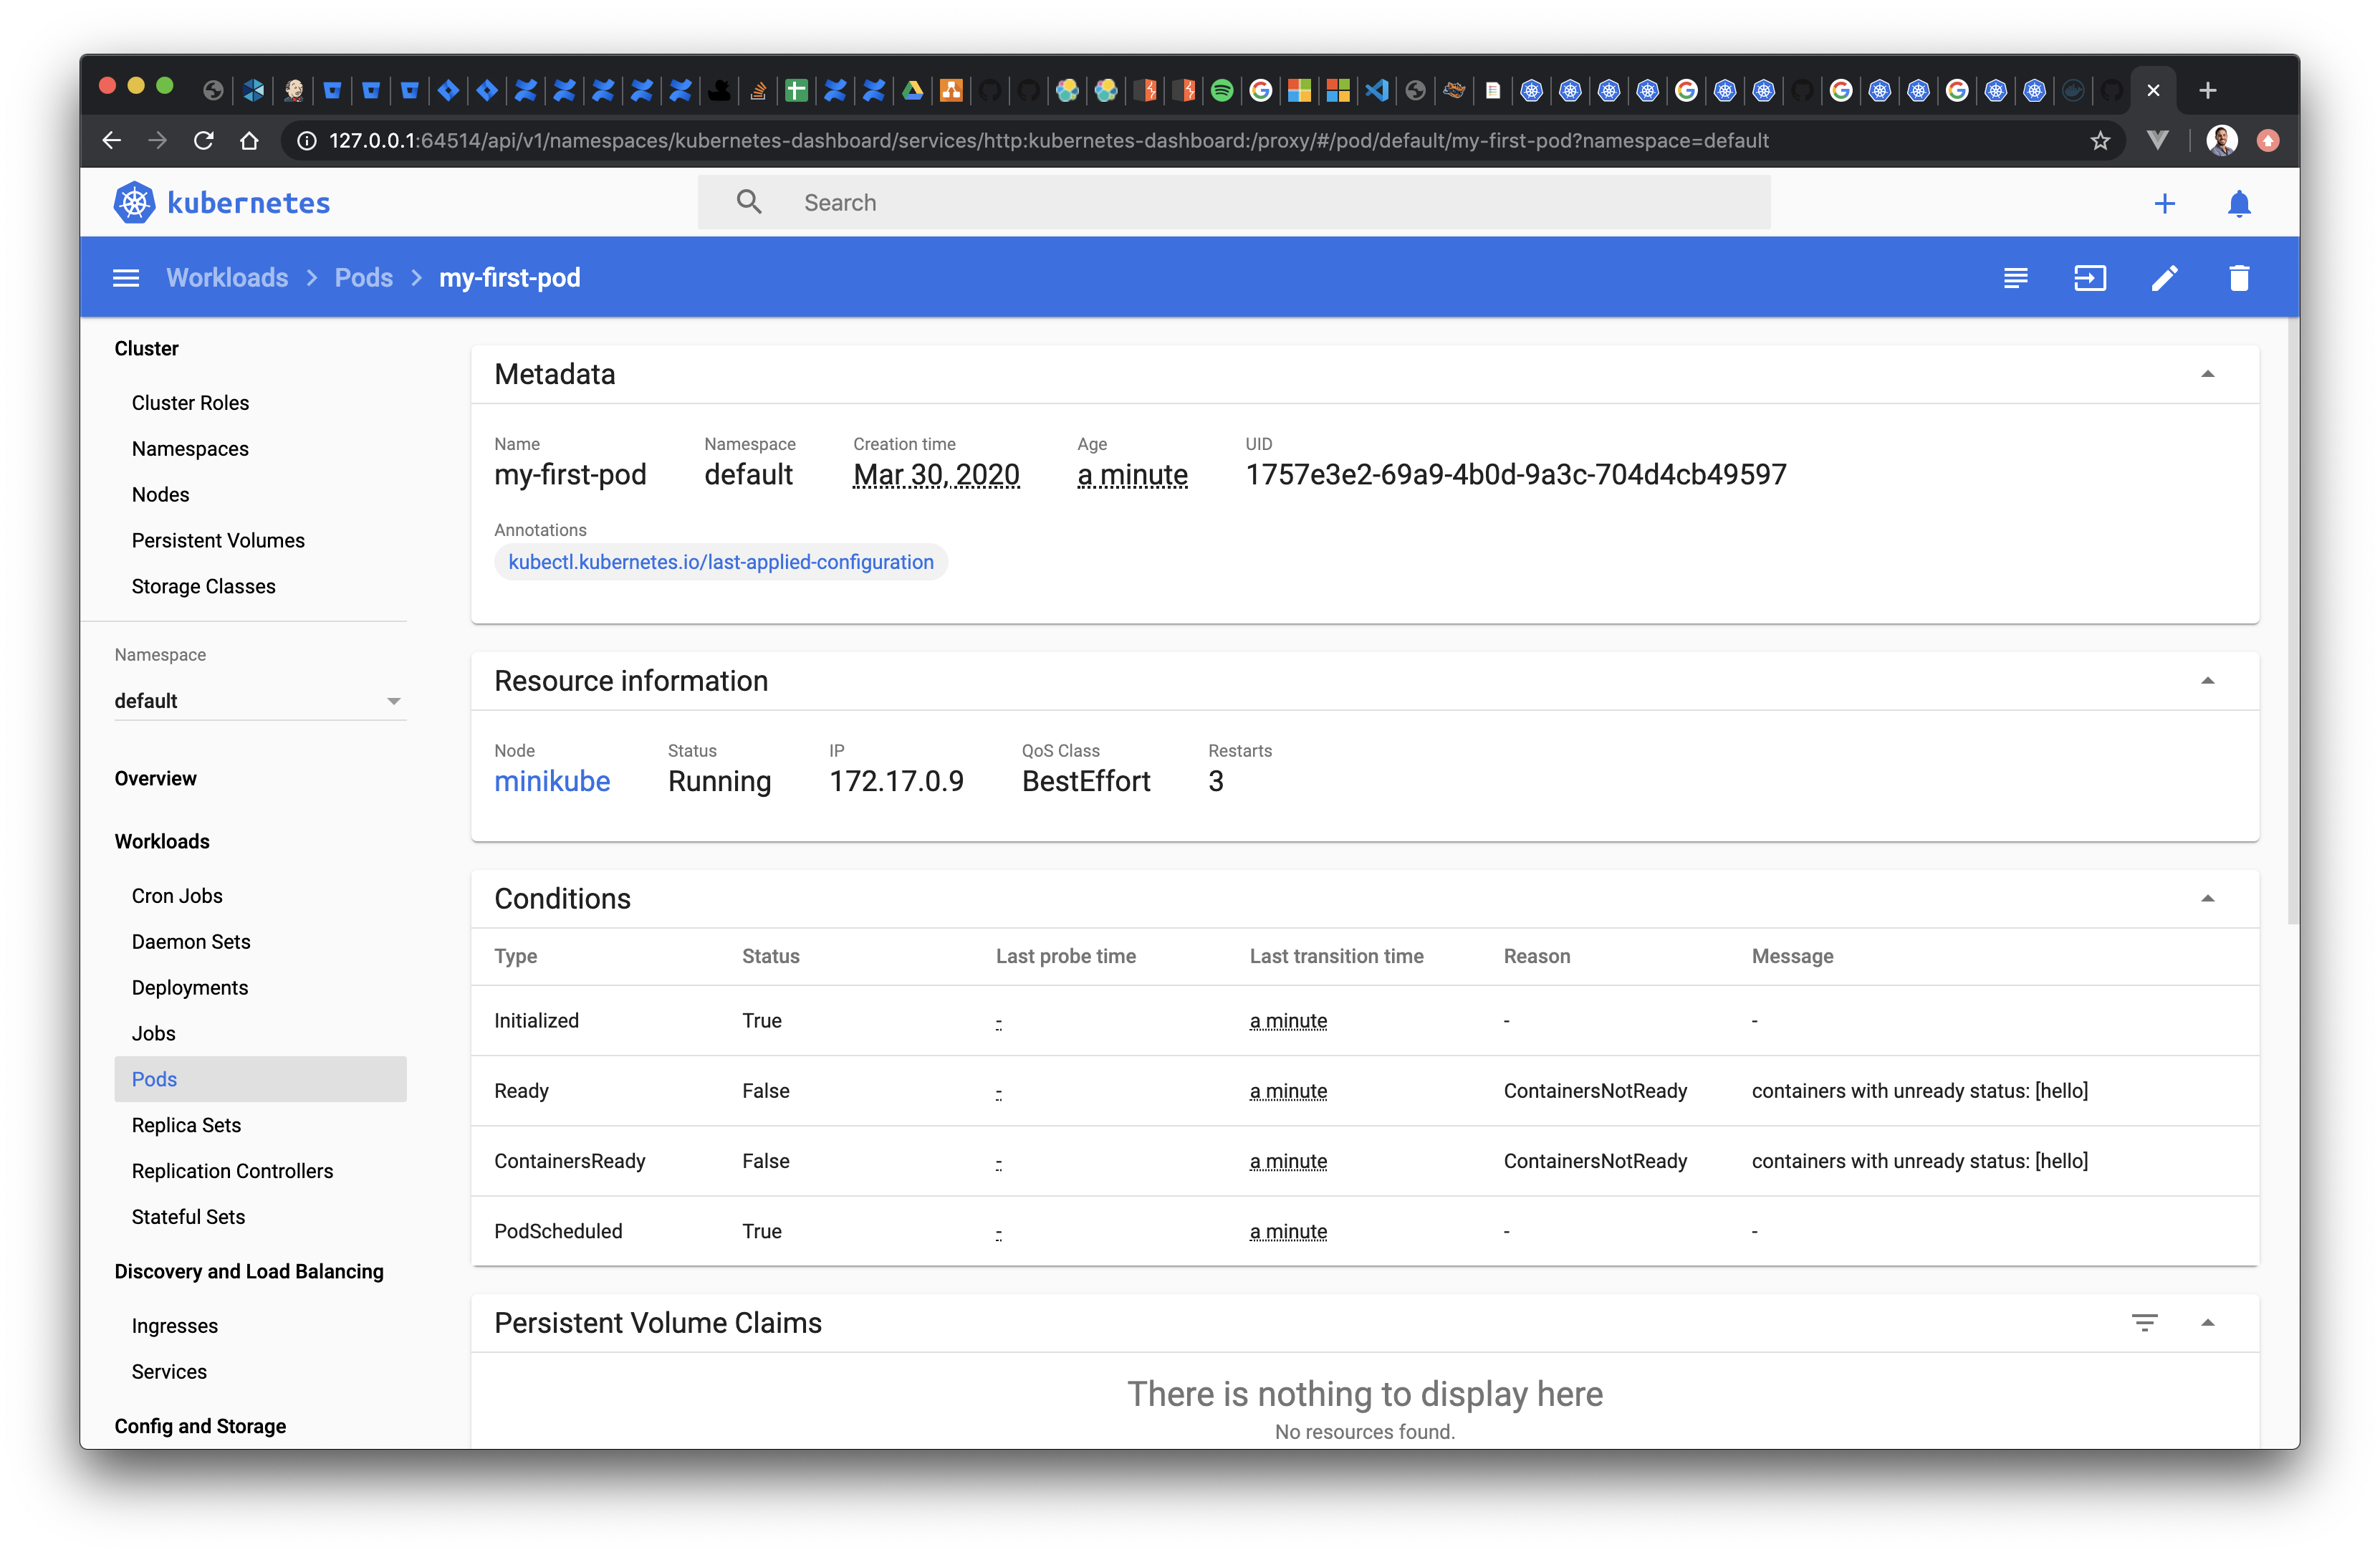 127.0.0.1:64514/api/v1/namespaces/kubernetes-dashboard/services/http:kubernetes-dashboard:/proxy/#/pod/default/my-first-pod?namespace=default
kubernetes
Search
Workloads > Pods > my-first-pod
Cluster
Cluster Roles
Namespaces
Nodes
Persistent Volumes
Storage Classes
Namespace
default
Overview
Workloads
Cron Jobs
Daemon Sets
Deployments
Jobs
Pods
Replica Sets
Replication Controllers
Stateful Sets
Discovery and Load Balancing
Ingresses
Services
Config and Storage
Metadata
Name Namespace Creation time Age UID
my-first-pod default Mar 30, 2020 a minute 1757e3e2-69a9-4b0d-9a3c-704d4cb49597
Annotations
kubectl.kubernetes.io/last-applied-configuration
Resource information
Node Status IP QoS Class Restarts
minikube Running 172.17.0.9 BestEffort 3
Conditions
Type Status Last probe time Last transition time Reason Message
Initialized True - a minute - -
Ready False - a minute ContainersNotReady containers with unready status: [hello]
ContainersReady False - a minute ContainersNotReady containers with unready status: [hello]
PodScheduled True - a minute - -
Persistent Volume Claims
There is nothing to display here
No resources found.